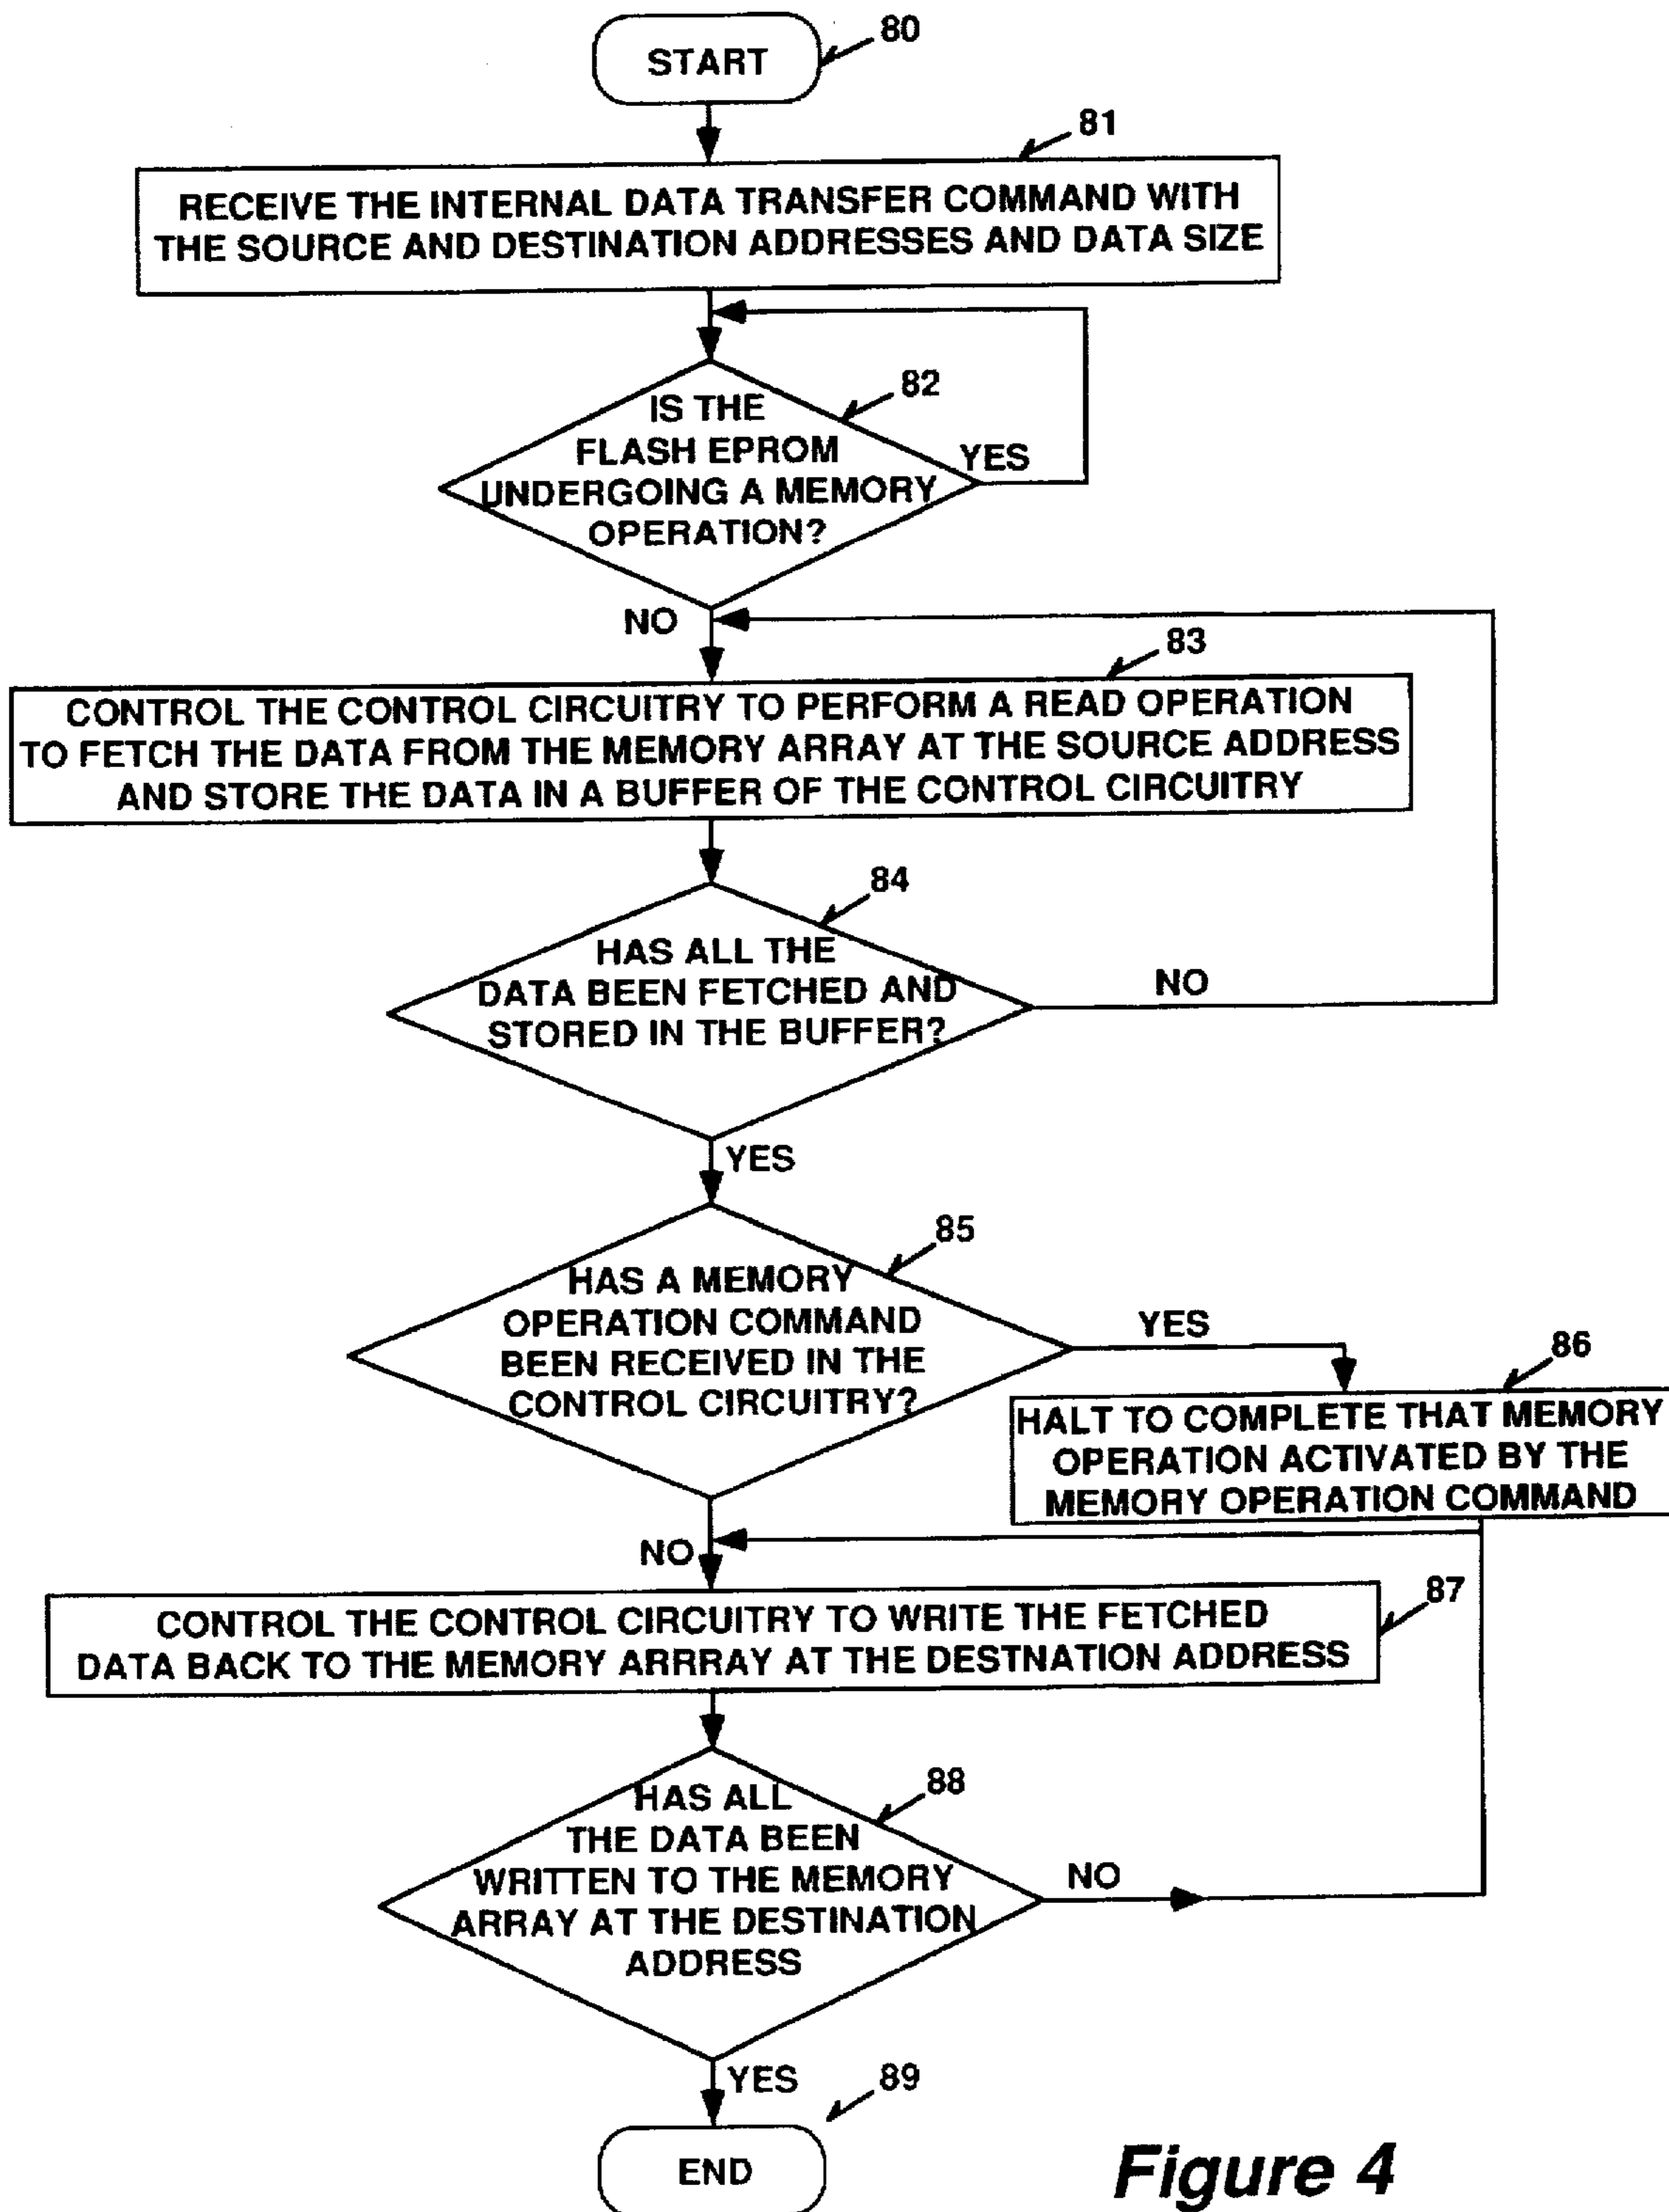 START
80
81
RECEIVE THE INTERNAL DATA TRANSFER COMMAND WITH
THE SOURCE AND DESTINATION ADDRESSES AND DATA SIZE
82
IS THE
FLASH EPROM
UNDERGOING A MEMORY
OPERATION?
YES
NO
83
CONTROL THE CONTROL CIRCUITRY TO PERFORM A READ OPERATION
TO FETCH THE DATA FROM THE MEMORY ARRAY AT THE SOURCE ADDRESS
AND STORE THE DATA IN A BUFFER OF THE CONTROL CIRCUITRY
84
HAS ALL THE
DATA BEEN FETCHED AND
STORED IN THE BUFFER?
NO
YES
85
HAS A MEMORY
OPERATION COMMAND
BEEN RECEIVED IN THE
CONTROL CIRCUITRY?
YES
86
HALT TO COMPLETE THAT MEMORY
OPERATION ACTIVATED BY THE
MEMORY OPERATION COMMAND
NO
87
CONTROL THE CONTROL CIRCUITRY TO WRITE THE FETCHED
DATA BACK TO THE MEMORY ARRRAY AT THE DESTNATION ADDRESS
88
HAS ALL
THE DATA BEEN
WRITTEN TO THE MEMORY
ARRAY AT THE DESTINATION
ADDRESS
NO
YES
89
END
Figure 4